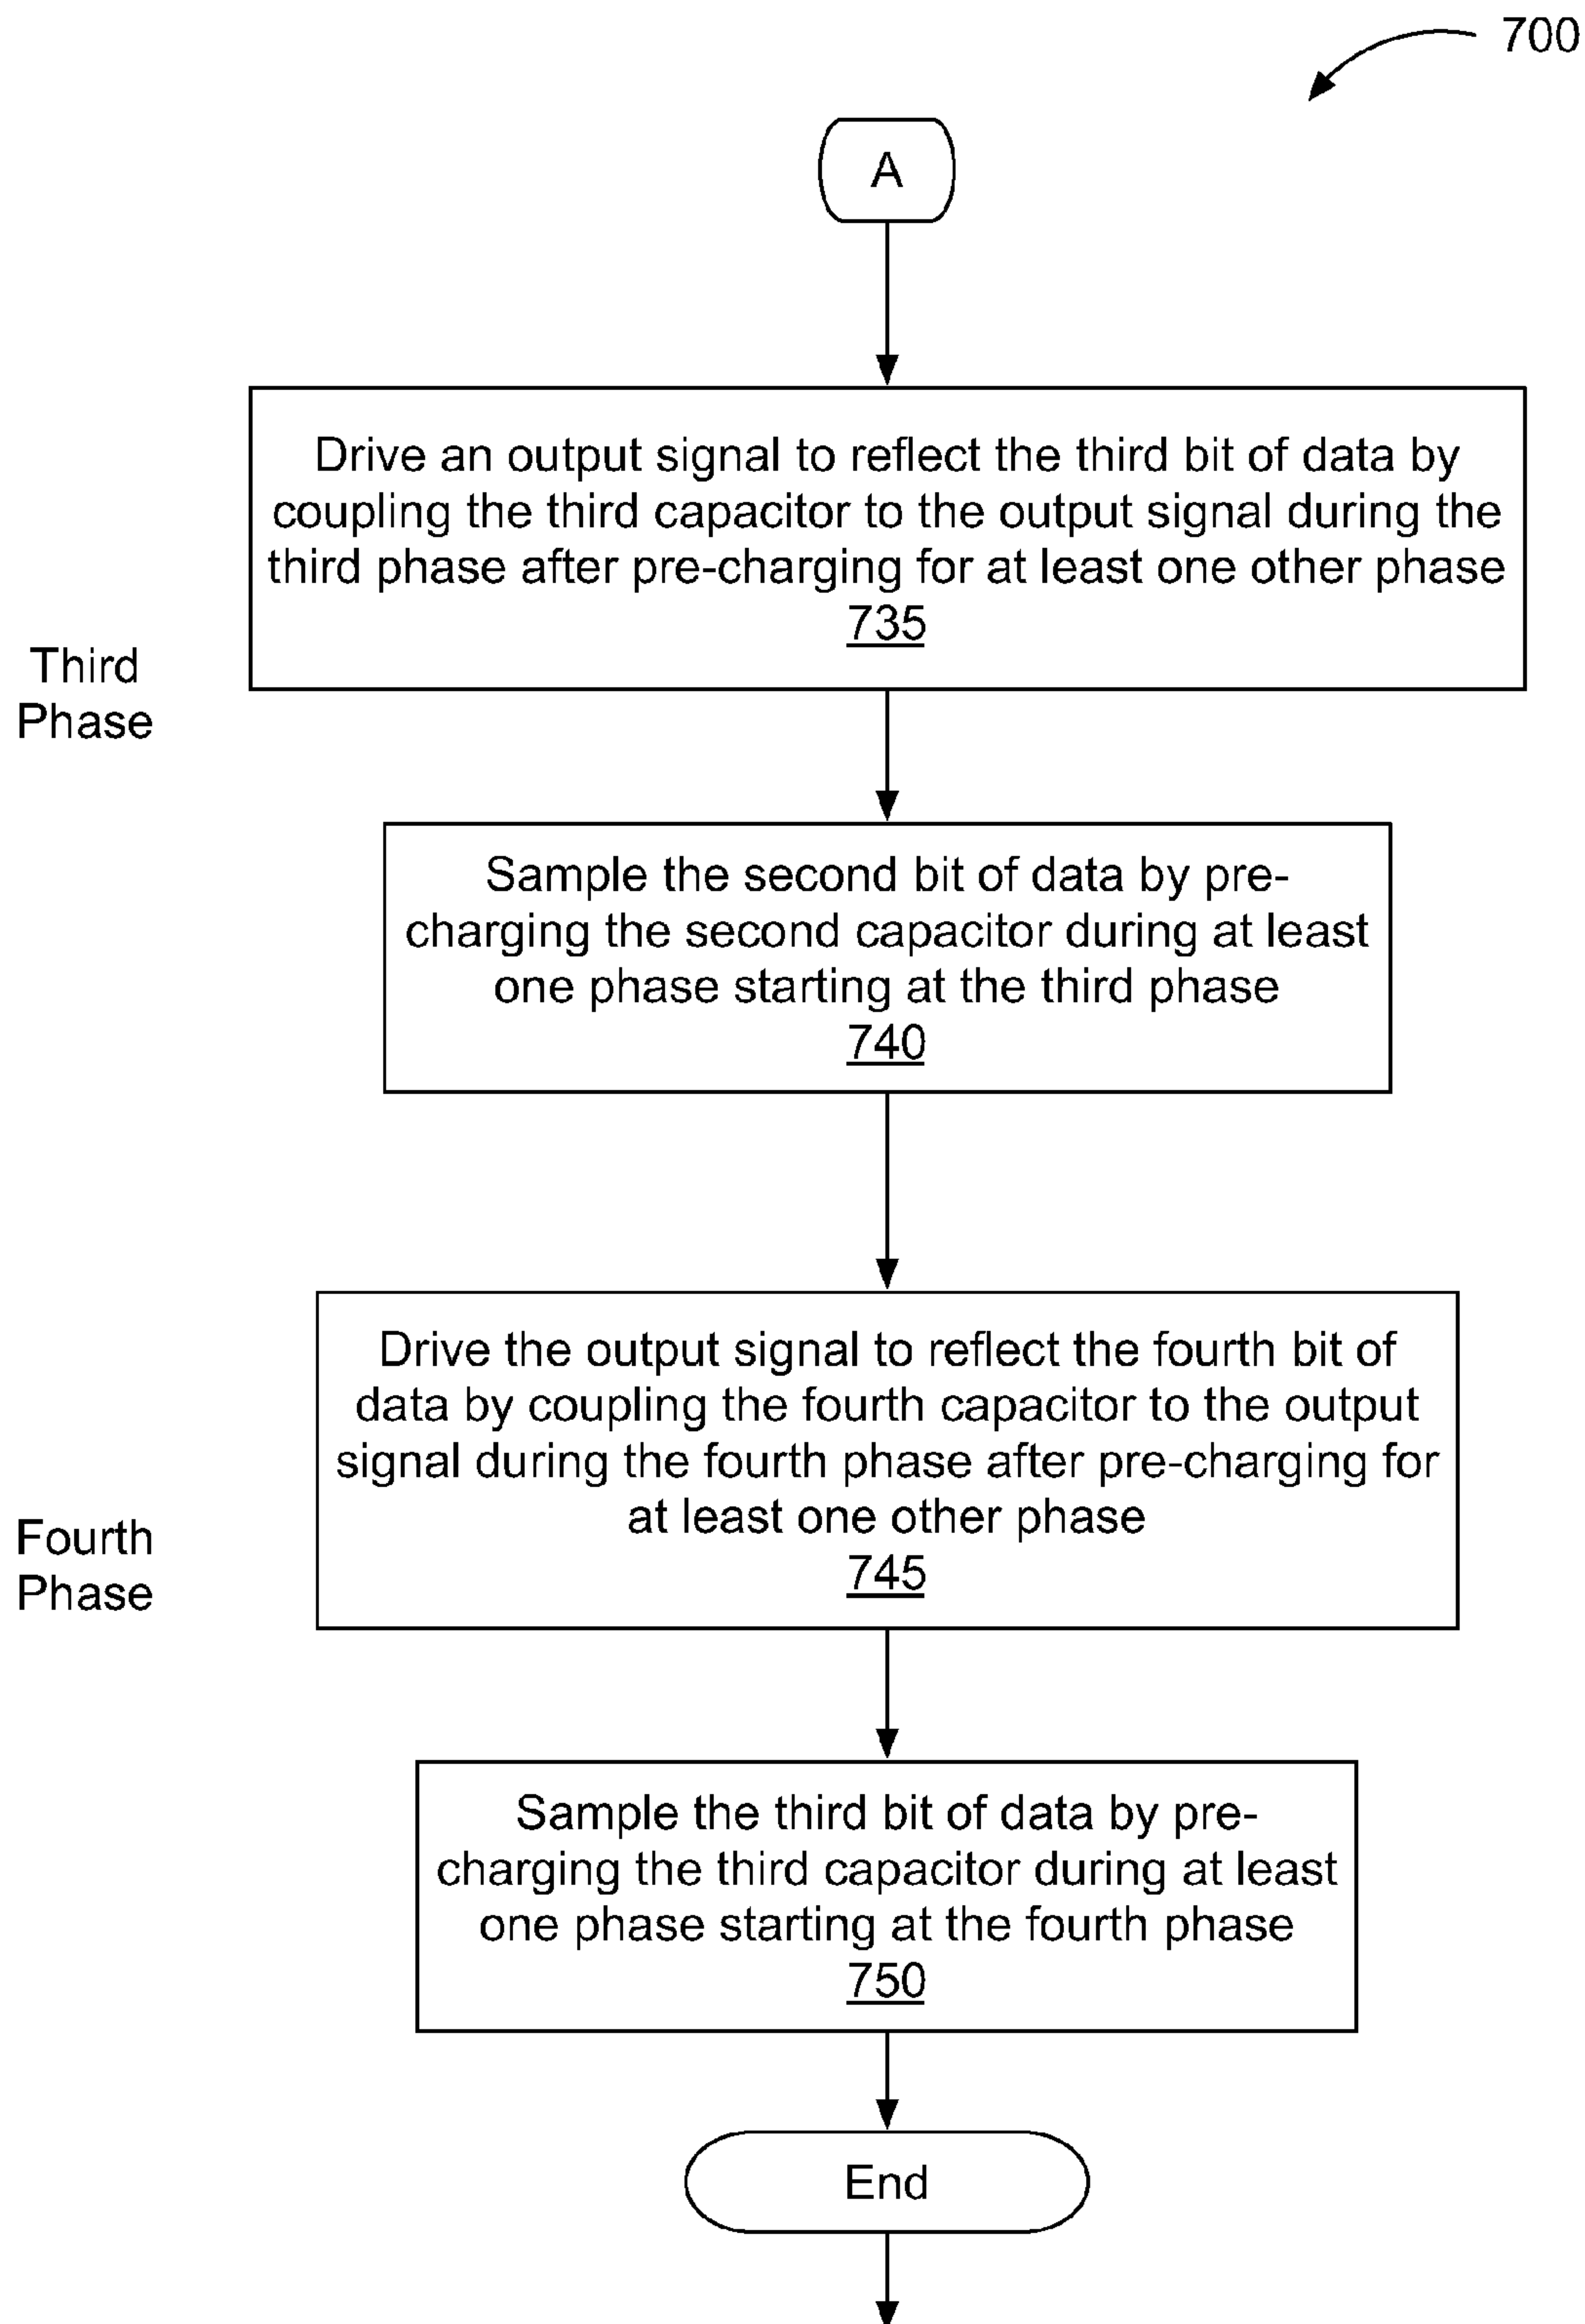 700
A
Drive an output signal to reflect the third bit of data by
coupling the third capacitor to the output signal during the
third phase after pre-charging for at least one other phase
735
Third
Phase
Sample the second bit of data by pre-
charging the second capacitor during at least
one phase starting at the third phase
740
Drive the output signal to reflect the fourth bit of
data by coupling the fourth capacitor to the output
signal during the fourth phase after pre-charging for
at least one other phase
745
Fourth
Phase
Sample the third bit of data by pre-
charging the third capacitor during at least
one phase starting at the fourth phase
750
End